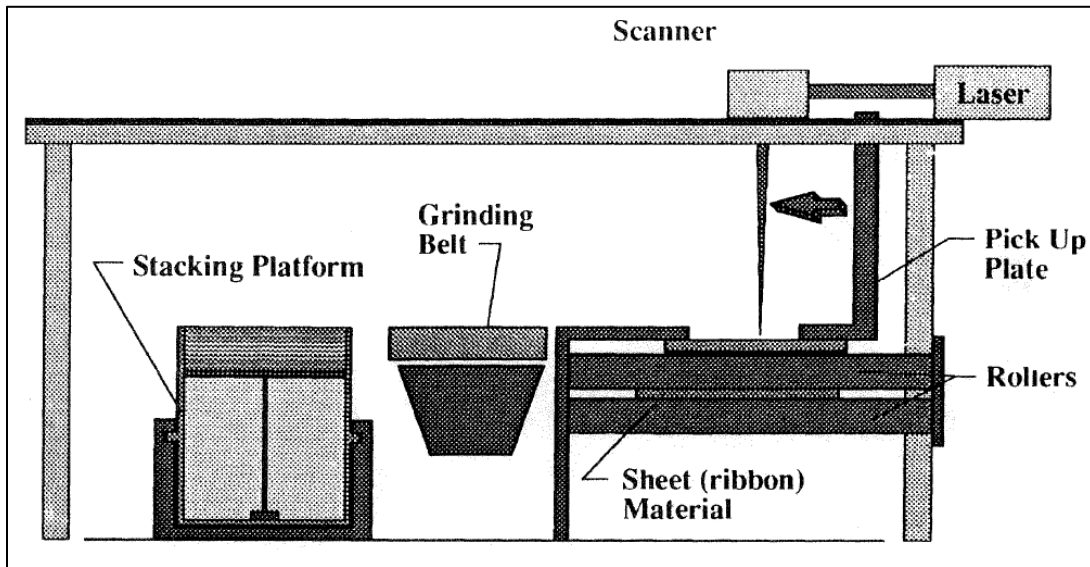 Scanner
Laser
Grinding
Belt
Stacking Platform
Pick Up
Plate
Rollers
Sheet (ribbon)
Material